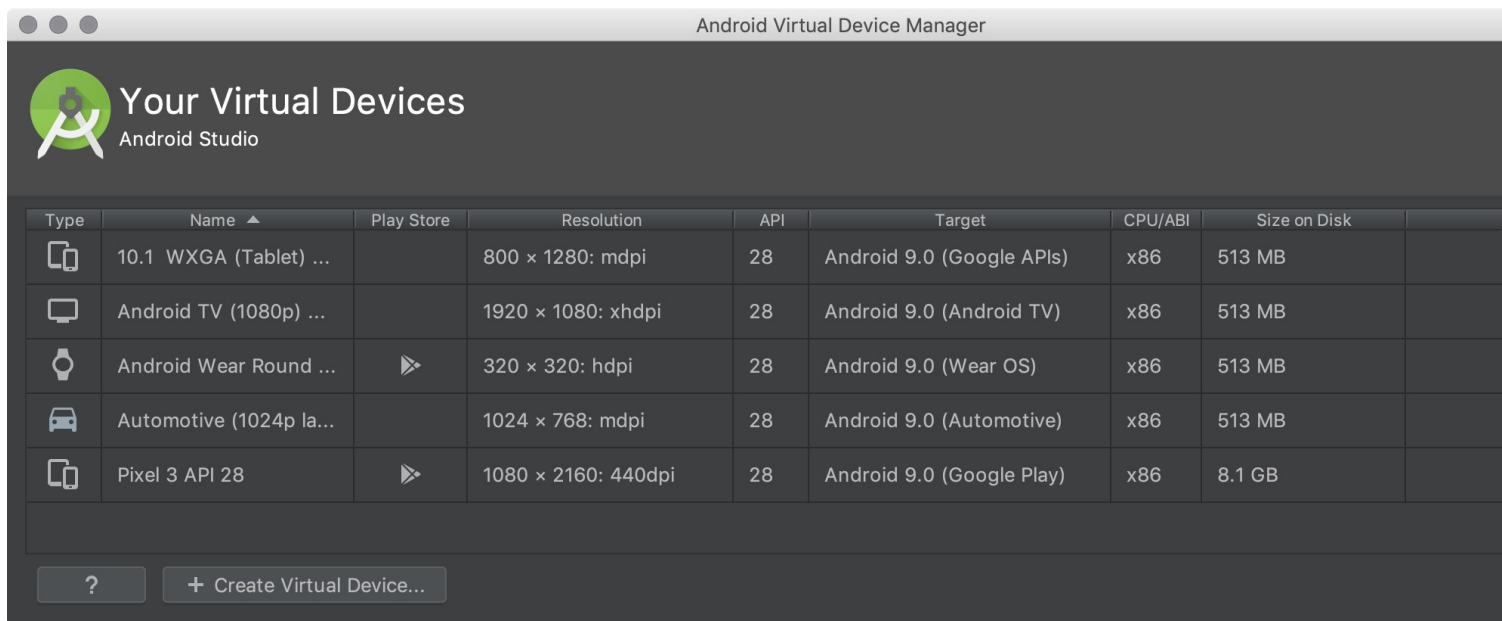 Android Virtual Device Manager
Your Virtual Devices
Android Studio
Type Name Play Store Resolution API Target CPU/ABI Size on Disk
10.1 WXGA (Tablet) ... 800 × 1280: mdpi 28 Android 9.0 (Google APIs) x86 513 MB
Android TV (1080p) ... 1920 × 1080: xhdpi 28 Android 9.0 (Android TV) x86 513 MB
Android Wear Round ... 320 × 320: hdpi 28 Android 9.0 (Wear OS) x86 513 MB
Automotive (1024p la... 1024 × 768: mdpi 28 Android 9.0 (Automotive) x86 513 MB
Pixel 3 API 28 1080 × 2160: 440dpi 28 Android 9.0 (Google Play) x86 8.1 GB
? + Create Virtual Device...